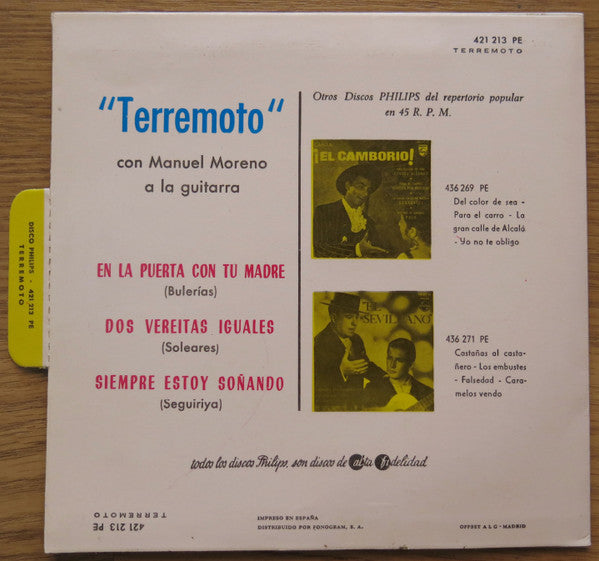 421 213 PE
TERREMOTO
"Terremoto"
con Manuel Moreno
a la guitarra
EN LA PUERTA CON TU MADRE
(Bulerías)
DOS VEREITAS IGUALES
(Soleares)
SIEMPRE ESTOY SOÑANDO
(Seguiriya)
Otros Discos PHILIPS del repertorio popular
en 45 R. P. M.
¡EL CAMBORIO!
436 269 PE
Del color de sea -
Para el carro - La
gran calle de Alcalá
- Yo no te obligo
SEVILLANO
436 271 PE
Castañas al casta-
ñero - Los embustes
- Falsedad - Cara-
melos vendo
todos los discos Philips, son discos de alta fidelidad
DISCO PHILIPS - 421 213 PE
TERREMOTO
421 213 PE
TERREMOTO
IMPRESO EN ESPAÑA
DISTRIBUIDO POR FONOGRAM, S. A.
OFFSET A L G - MADRID